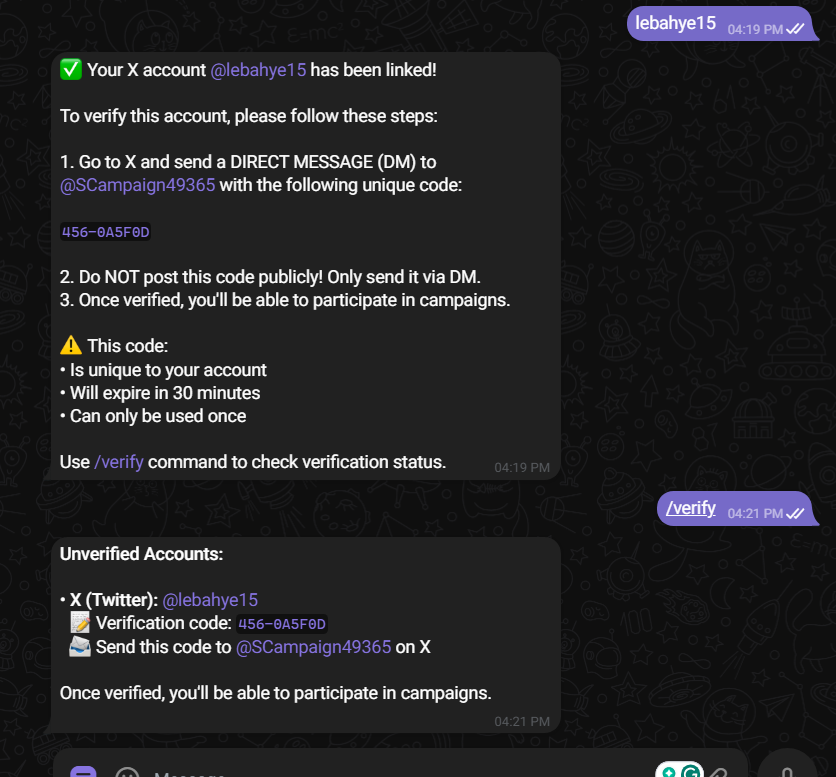 lebahye15 04:19 PM
✅ Your X account @lebahye15 has been linked!
To verify this account, please follow these steps:
1. Go to X and send a DIRECT MESSAGE (DM) to
@SCampaign49365 with the following unique code:
456-0A5F0D
2. Do NOT post this code publicly! Only send it via DM.
3. Once verified, you'll be able to participate in campaigns.
⚠️ This code:
• Is unique to your account
• Will expire in 30 minutes
• Can only be used once
Use /verify command to check verification status. 04:19 PM
/verify 04:21 PM
Unverified Accounts:
• X (Twitter): @lebahye15
📝 Verification code: 456-0A5F0D
📨 Send this code to @SCampaign49365 on X
Once verified, you'll be able to participate in campaigns.
04:21 PM
Message